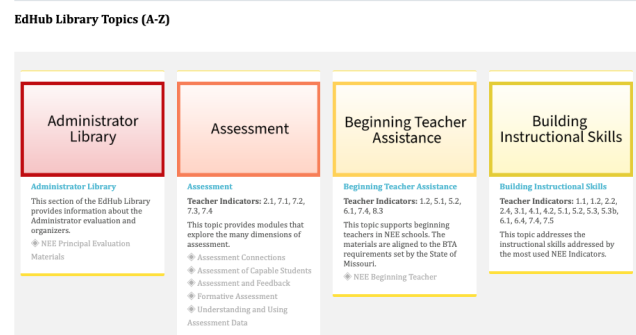 EdHub Library Topics (A-Z)
Administrator
Library
Administrator Library
This section of the EdHub Library
provides information about the
Administrator evaluation and
organizers.
◈ NEE Principal Evaluation
Materials
Assessment
Assessment
Teacher Indicators: 2.1, 7.1, 7.2,
7.3, 7.4
This topic provides modules that
explore the many dimensions of
assessment.
◈ Assessment Connections
◈ Assessment of Capable Students
◈ Assessment and Feedback
◈ Formative Assessment
◈ Understanding and Using
Assessment Data
Beginning Teacher
Assistance
Beginning Teacher Assistance
Teacher Indicators: 1.2, 5.1, 5.2,
6.1, 7.4, 8.3
This topic supports beginning
teachers in NEE schools. The
materials are aligned to the BTA
requirements set by the State of
Missouri.
◈ NEE Beginning Teacher
Building
Instructional Skills
Building Instructional Skills
Teacher Indicators: 1.1, 1.2, 2.2,
2.4, 3.1, 4.1, 4.2, 5.1, 5.2, 5.3, 5.3b,
6.1, 6.4, 7.4, 7.5
This topic addresses the
instructional skills addressed by
the most used NEE Indicators.